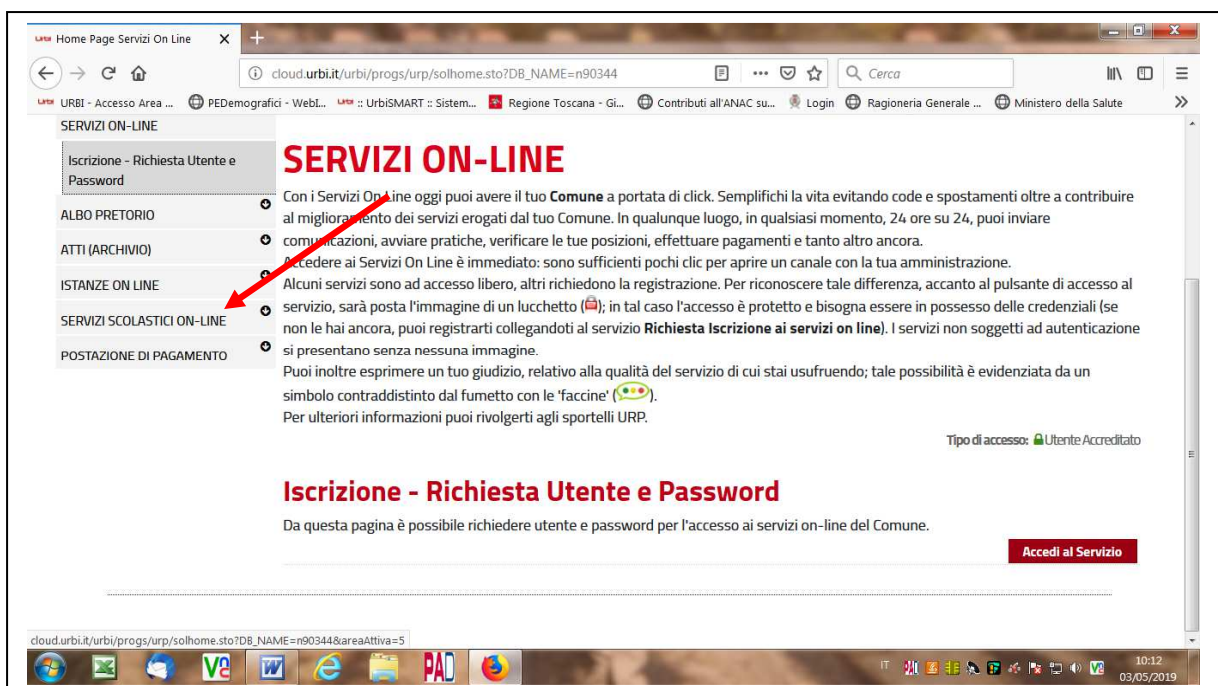 Home Page Servizi On Line
cloud.urbi.it/urbi/progs/urp/solhome.sto?DB_NAME=n90344
Cerca
URBI - Accesso Area ...
PEDemografici - WebI...
:: UrbiSMART :: Sistem...
Regione Toscana - Gi...
Contributi all'ANAC su...
Login
Ragioneria Generale ...
Ministero della Salute
SERVIZI ON-LINE
Iscrizione - Richiesta Utente e
Password
ALBO PRETORIO
ATTI (ARCHIVIO)
ISTANZE ON LINE
SERVIZI SCOLASTICI ON-LINE
POSTAZIONE DI PAGAMENTO
SERVIZI ON-LINE
Con i Servizi On Line oggi puoi avere il tuo Comune a portata di click. Semplifichi la vita evitando code e spostamenti oltre a contribuire
al miglioramento dei servizi erogati dal tuo Comune. In qualunque luogo, in qualsiasi momento, 24 ore su 24, puoi inviare
comunicazioni, avviare pratiche, verificare le tue posizioni, effettuare pagamenti e tanto altro ancora.
Accedere ai Servizi On Line è immediato: sono sufficienti pochi clic per aprire un canale con la tua amministrazione.
Alcuni servizi sono ad accesso libero, altri richiedono la registrazione. Per riconoscere tale differenza, accanto al pulsante di accesso al
servizio, sarà posta l'immagine di un lucchetto (); in tal caso l'accesso è protetto e bisogna essere in possesso delle credenziali (se
non le hai ancora, puoi registrarti collegandoti al servizio Richiesta Iscrizione ai servizi on line). I servizi non soggetti ad autenticazione
si presentano senza nessuna immagine.
Puoi inoltre esprimere un tuo giudizio, relativo alla qualità del servizio di cui stai usufruendo; tale possibilità è evidenziata da un
simbolo contraddistinto dal fumetto con le 'faccine' ().
Per ulteriori informazioni puoi rivolgerti agli sportelli URP.
Tipo di accesso: Utente Accreditato
Iscrizione - Richiesta Utente e Password
Da questa pagina è possibile richiedere utente e password per l'accesso ai servizi on-line del Comune.
Accedi al Servizio
cloud.urbi.it/urbi/progs/urp/solhome.sto?DB_NAME=n90344&areaAttiva=5
PAD
IT
10:12
03/05/2019